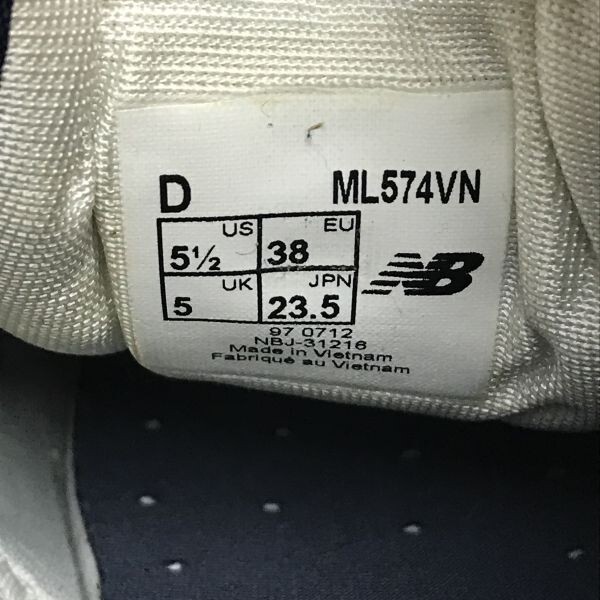 D ML574VN
US EU
5½ 38
UK JPN
5 23.5
NB
97 0712
NBJ-31216
Made in Vietnam
Fabriqué au Vietnam